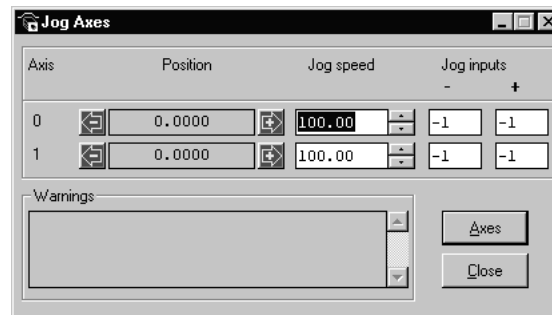 Jog Axes
Axis Position Jog speed Jog inputs
- +
0 0.0000 100.00 -1 -1
1 0.0000 100.00 -1 -1
Warnings
Axes
Close